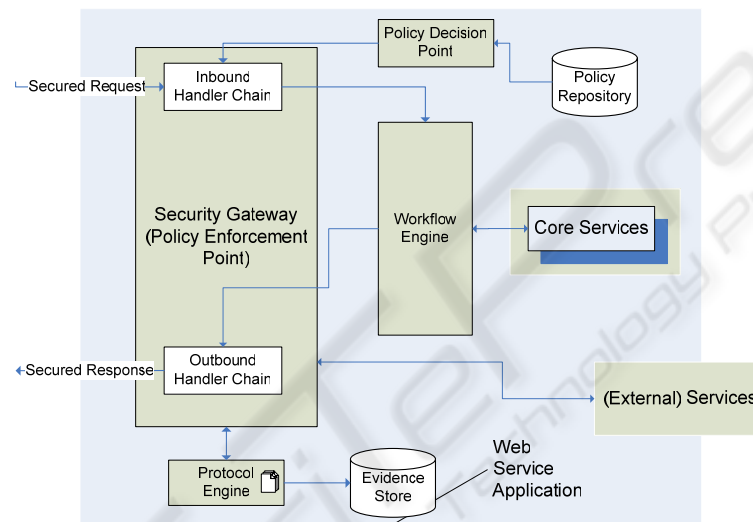 Policy Decision
Point
Secured Request
Inbound
Handler Chain
Policy
Repository
Security Gateway
(Policy Enforcement
Point)
Workflow
Engine
Core Services
Secured Response
Outbound
Handler Chain
(External) Services
Protocol
Engine
Evidence
Store
Web
Service
Application